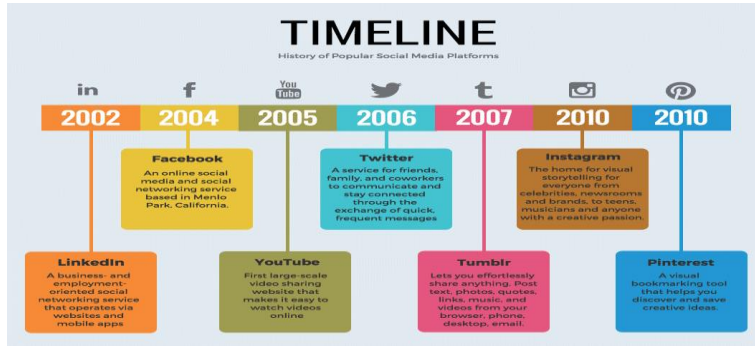 TIMELINE
History of Popular Social Media Platforms
in
f
You
Tube
t
2002
2004
2005
2006
2007
2010
2010
Facebook
An online social
media and social
networking service
based in Menlo
Park, California.
Twitter
A service for friends,
family, and coworkers
to communicate and
stay connected
through the
exchange of quick,
frequent messages
Instagram
The home for visual
storytelling for
everyone from
celebrities, newsrooms
and brands, to teens,
musicians and anyone
with a creative passion.
LinkedIn
A business- and
employment-
oriented social
networking service
that operates via
websites and
mobile apps
YouTube
First large-scale
video sharing
website that
makes it easy to
watch videos
online
Tumblr
Lets you effortlessly
share anything. Post
text, photos, quotes,
links, music, and
videos from your
browser, phone,
desktop, email.
Pinterest
A visual
bookmarking tool
that helps you
discover and save
creative ideas.